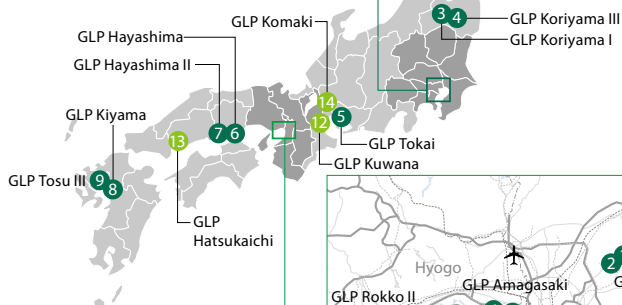 3
4
GLP Koriyama III
GLP Komaki
GLP Koriyama I
GLP Hayashima
GLP Hayashima II
14
GLP Kiyama
5
12
7
6
13
GLP Tokai
GLP Kuwana
GLP Tosu III
9
8
GLP
Hatsukaichi
Hyogo
2
GLP Amagasaki
GLP Rokko II